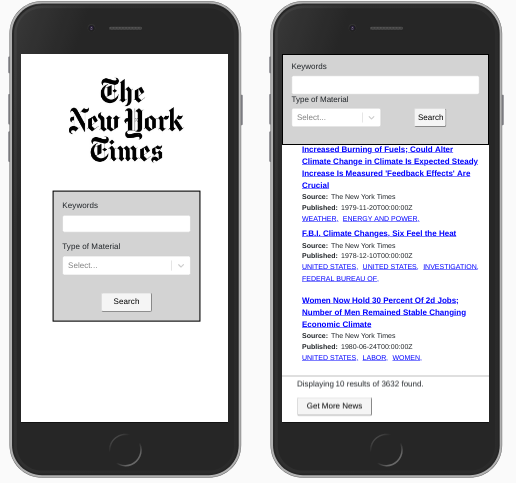 The
New York
Times
Keywords
Type of Material
Select...
Search
Keywords
Type of Material
Select...
Search
Increased Burning of Fuels; Could Alter
Climate Change in Climate Is Expected Steady
Increase Is Measured 'Feedback Effects' Are
Crucial
Source: The New York Times
Published: 1979-11-20T00:00:00Z
WEATHER, ENERGY AND POWER,
F.B.I. Climate Changes, Six Feel the Heat
Source: The New York Times
Published: 1978-12-10T00:00:00Z
UNITED STATES, UNITED STATES, INVESTIGATION,
FEDERAL BUREAU OF,
Women Now Hold 30 Percent Of 2d Jobs;
Number of Men Remained Stable Changing
Economic Climate
Source: The New York Times
Published: 1980-06-24T00:00:00Z
UNITED STATES, LABOR, WOMEN,
Displaying 10 results of 3632 found.
Get More News